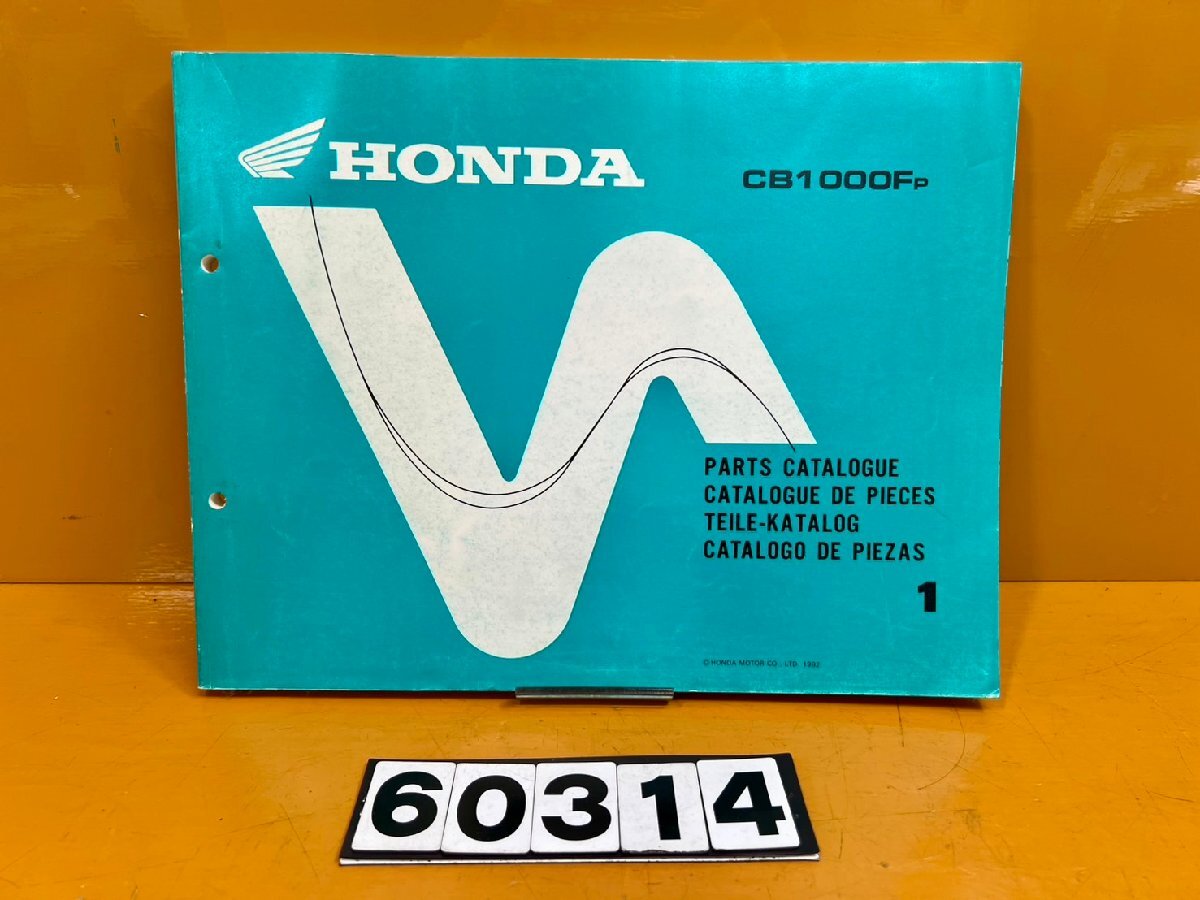 HONDA
CB1000FP
PARTS CATALOGUE
CATALOGUE DE PIECES
TEILE-KATALOG
CATALOGO DE PIEZAS
1
© HONDA MOTOR CO., LTD. 1992
60314